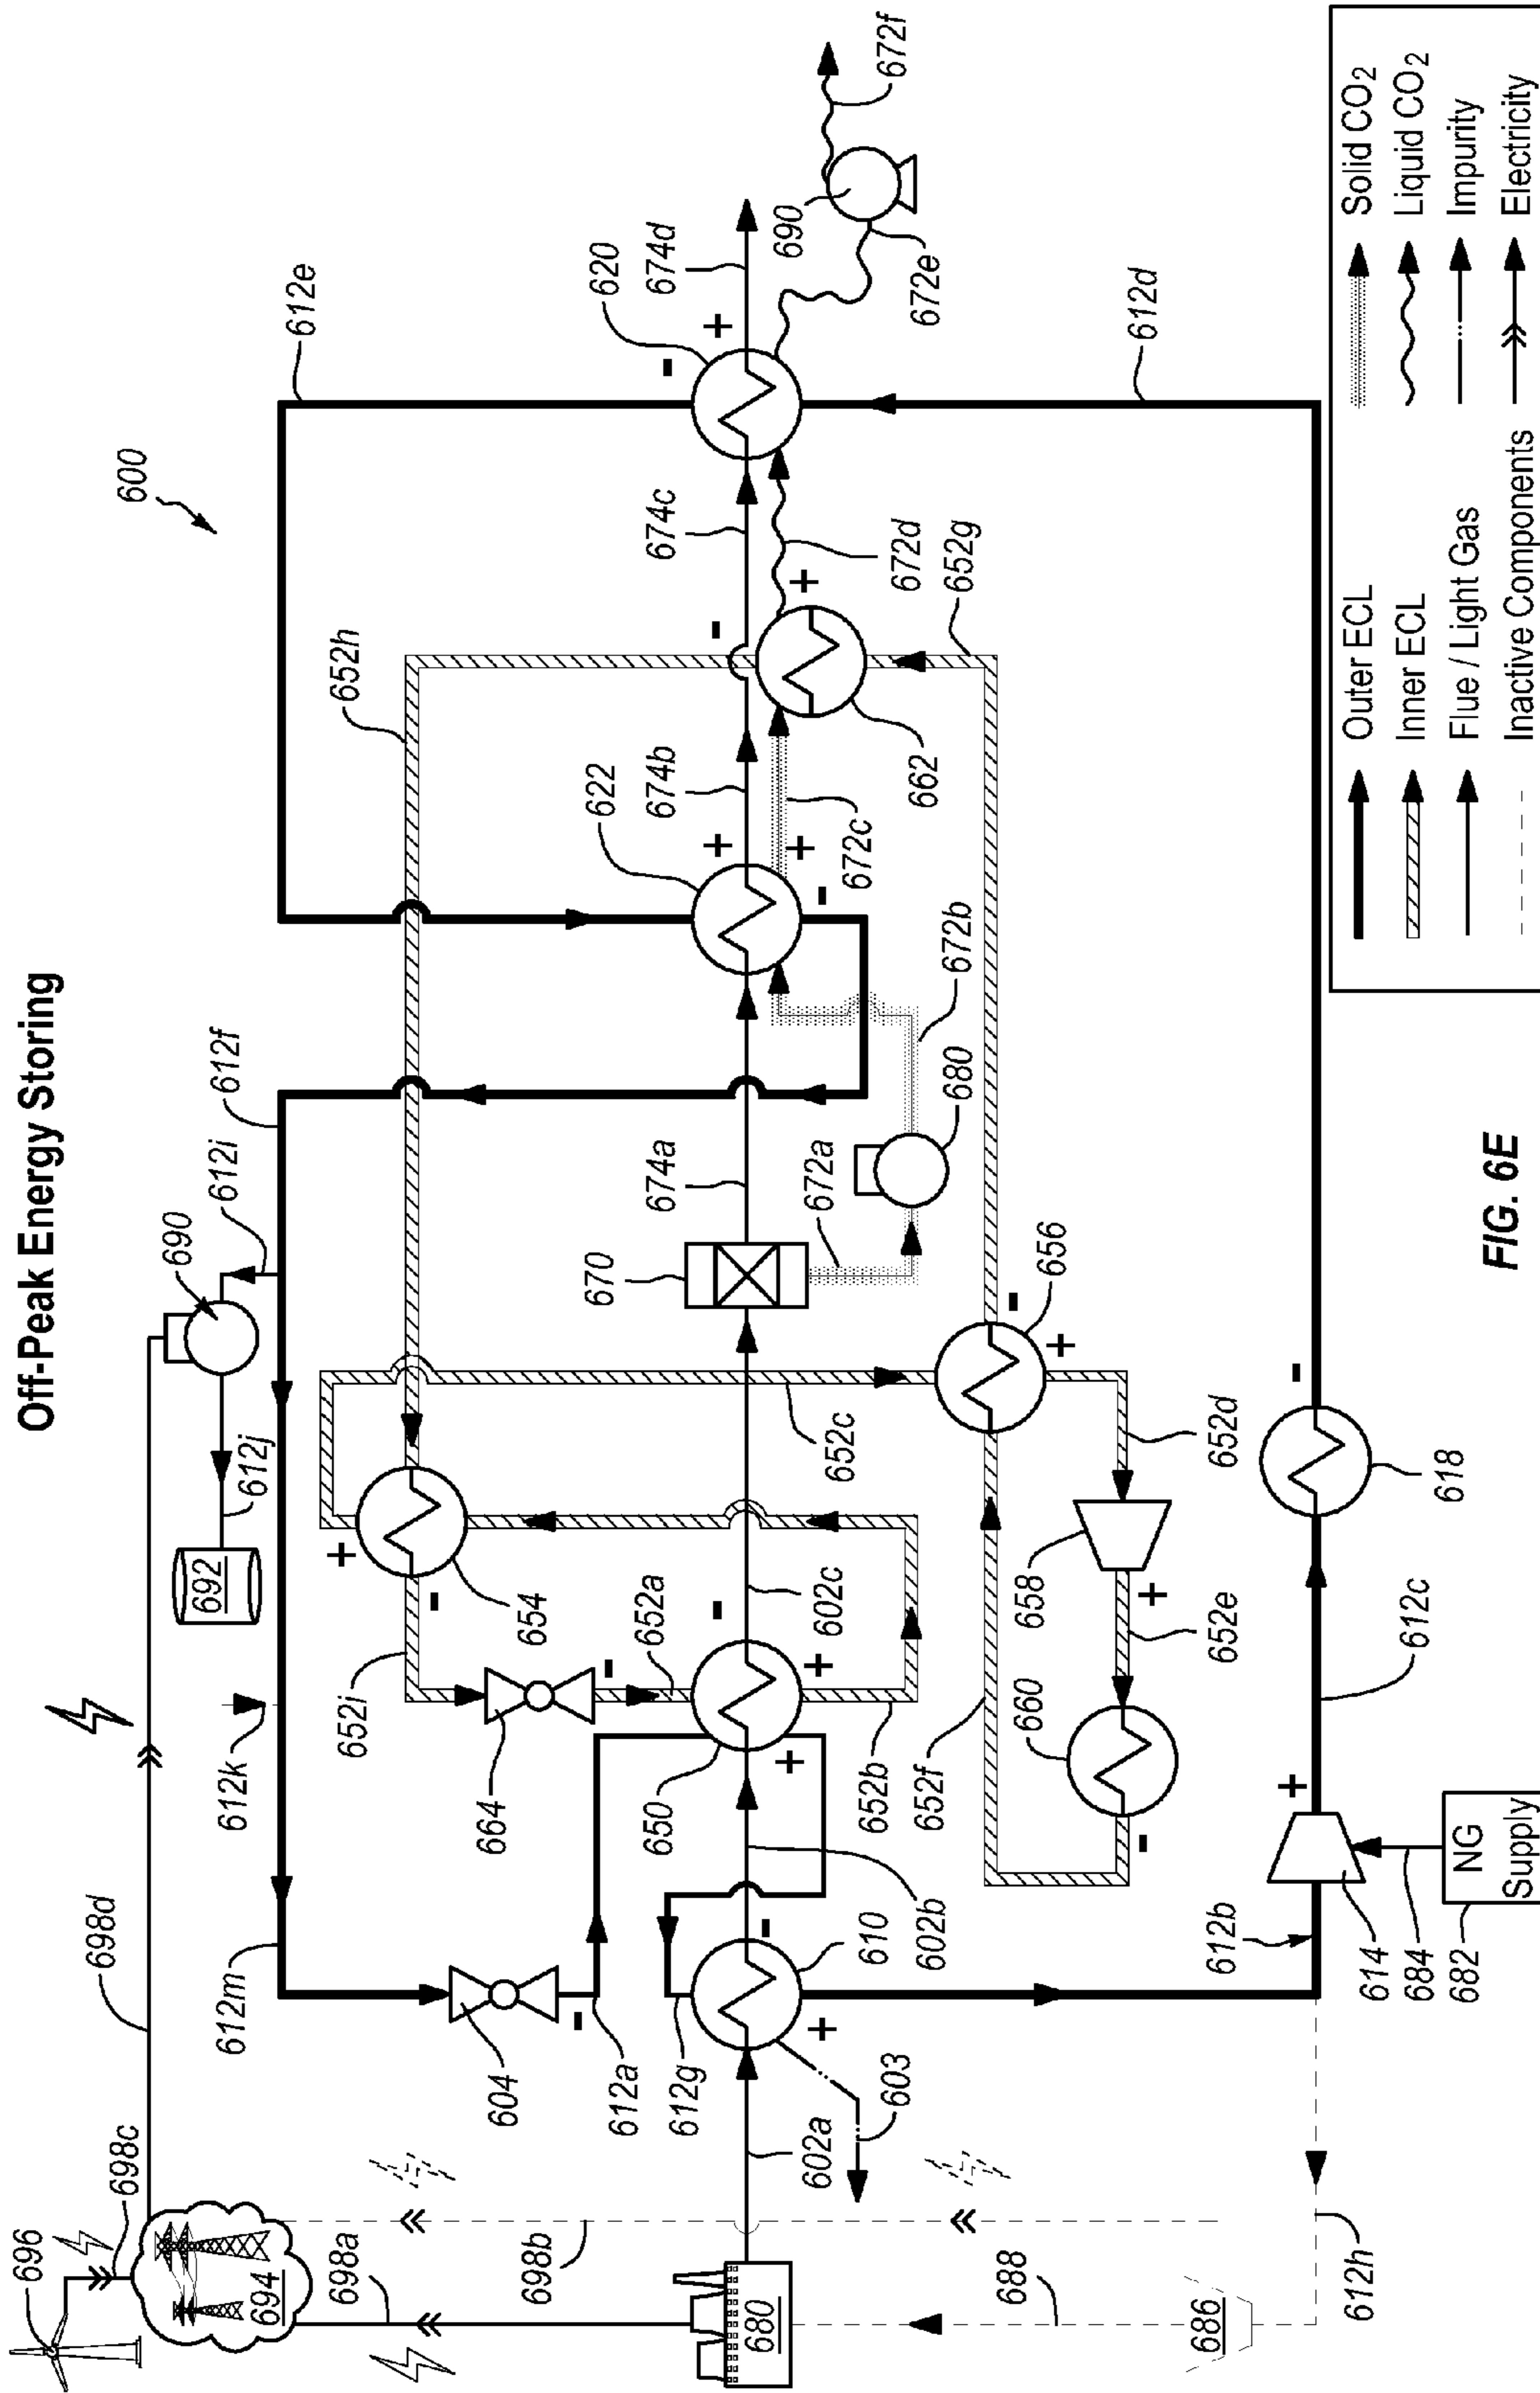 Off-Peak Energy Storing
600
696
698c
694
698a
698b
698d
680
688
686
612h
602a
603
612g
612a
604
612m
612k
610
602b
612b
614
684
682
NG
Supply
612c
618
612d
612e
612f
612i
612j
690
692
652i
664
650
652a
654
602c
652b
652c
652f
660
652e
658
652d
656
670
674a
672a
680
672b
672c
622
674b
652h
662
652g
672d
674c
620
674d
672e
690
672f
- + - + - + + - + - + - + - - + - + + - - + - +
FIG. 6E
Outer ECL
Inner ECL
Flue / Light Gas
Inactive Components
Solid CO₂
Liquid CO₂
Impurity
Electricity